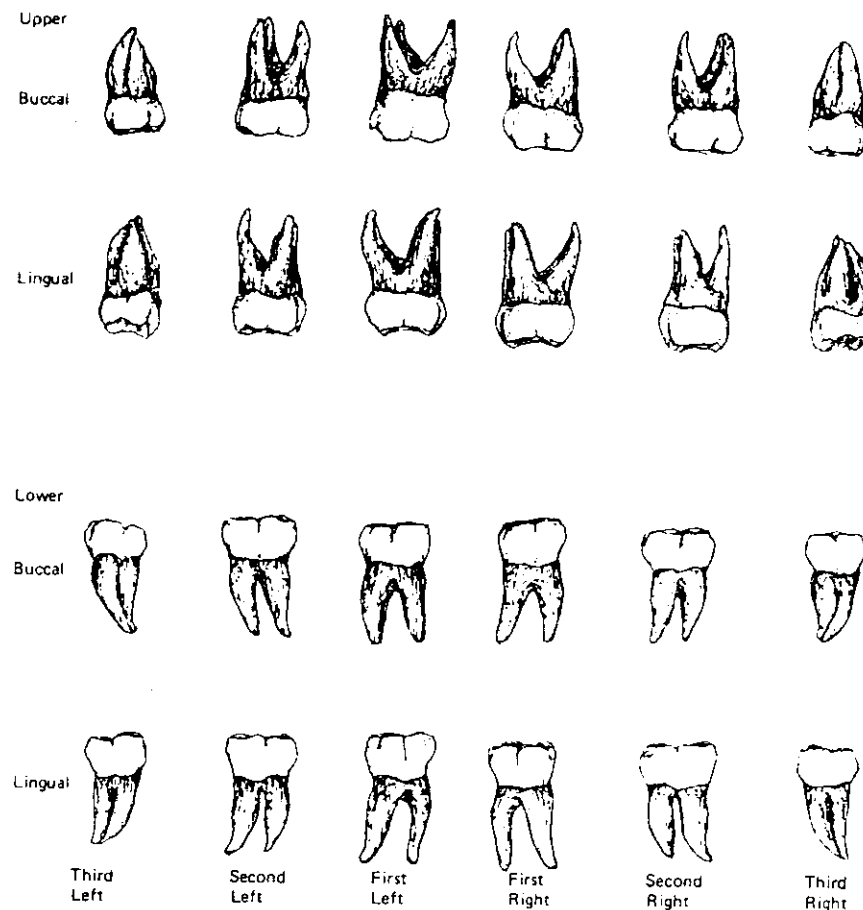 Upper
Buccal
Lingual
Lower
Buccal
Lingual
Third
Left
Second
Left
First
Left
First
Right
Second
Right
Third
Right